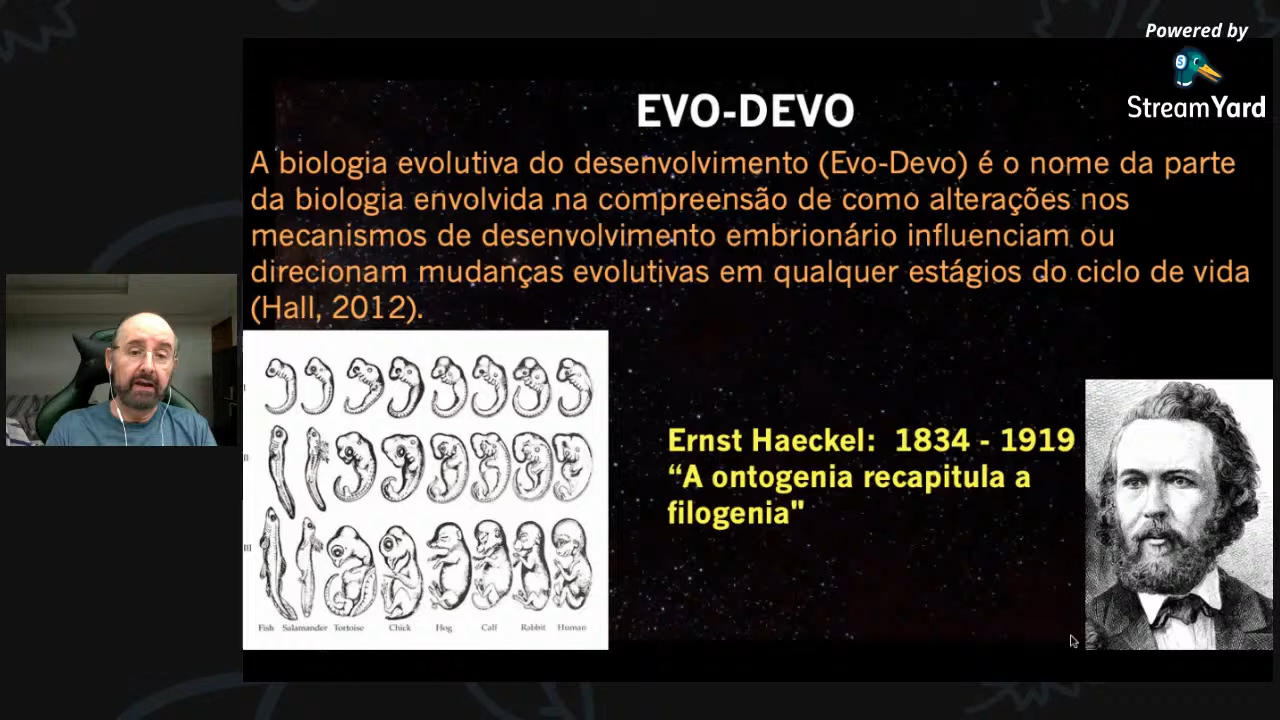 Powered by
StreamYard
EVO-DEVO
A biologia evolutiva do desenvolvimento (Evo-Devo) é o nome da parte
da biologia envolvida na compreensão de como alterações nos
mecanismos de desenvolvimento embrionário influenciam ou
direcionam mudanças evolutivas em qualquer estágios do ciclo de vida
(Hall, 2012).
Ernst Haeckel: 1834 - 1919
“A ontogenia recapitula a
filogenia"
I
II
III
Fish Salamander Tortoise Chick Hog Calf Rabbit Human